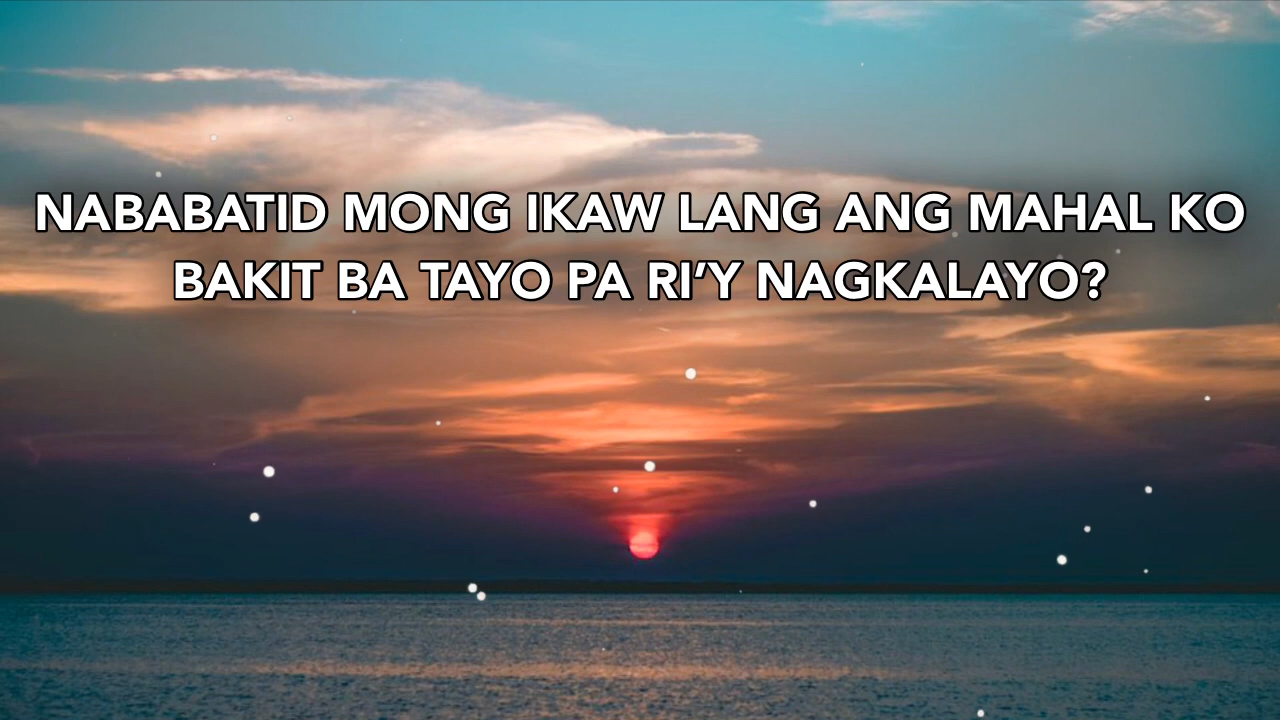 NABABATID MONG IKAW LANG ANG MAHAL KO
BAKIT BA TAYO PA RI’Y NAGKALAYO?